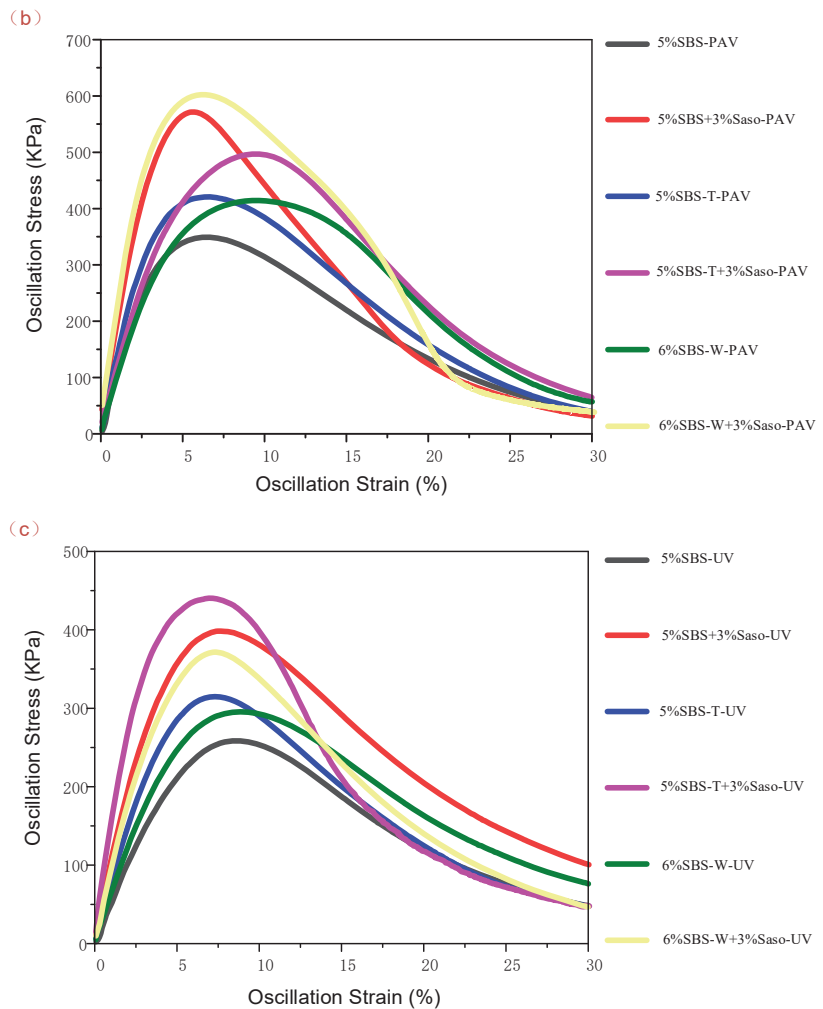 （b）
700
600
500
400
300
200
100
0
0 5 10 15 20 25 30
Oscillation Stress (KPa)
Oscillation Strain (%)
5%SBS-PAV
5%SBS+3%Saso-PAV
5%SBS-T-PAV
5%SBS-T+3%Saso-PAV
6%SBS-W-PAV
6%SBS-W+3%Saso-PAV
（c）
500
400
300
200
100
0
0 5 10 15 20 25 30
Oscillation Stress (KPa)
Oscillation Strain (%)
5%SBS-UV
5%SBS+3%Saso-UV
5%SBS-T-UV
5%SBS-T+3%Saso-UV
6%SBS-W-UV
6%SBS-W+3%Saso-UV